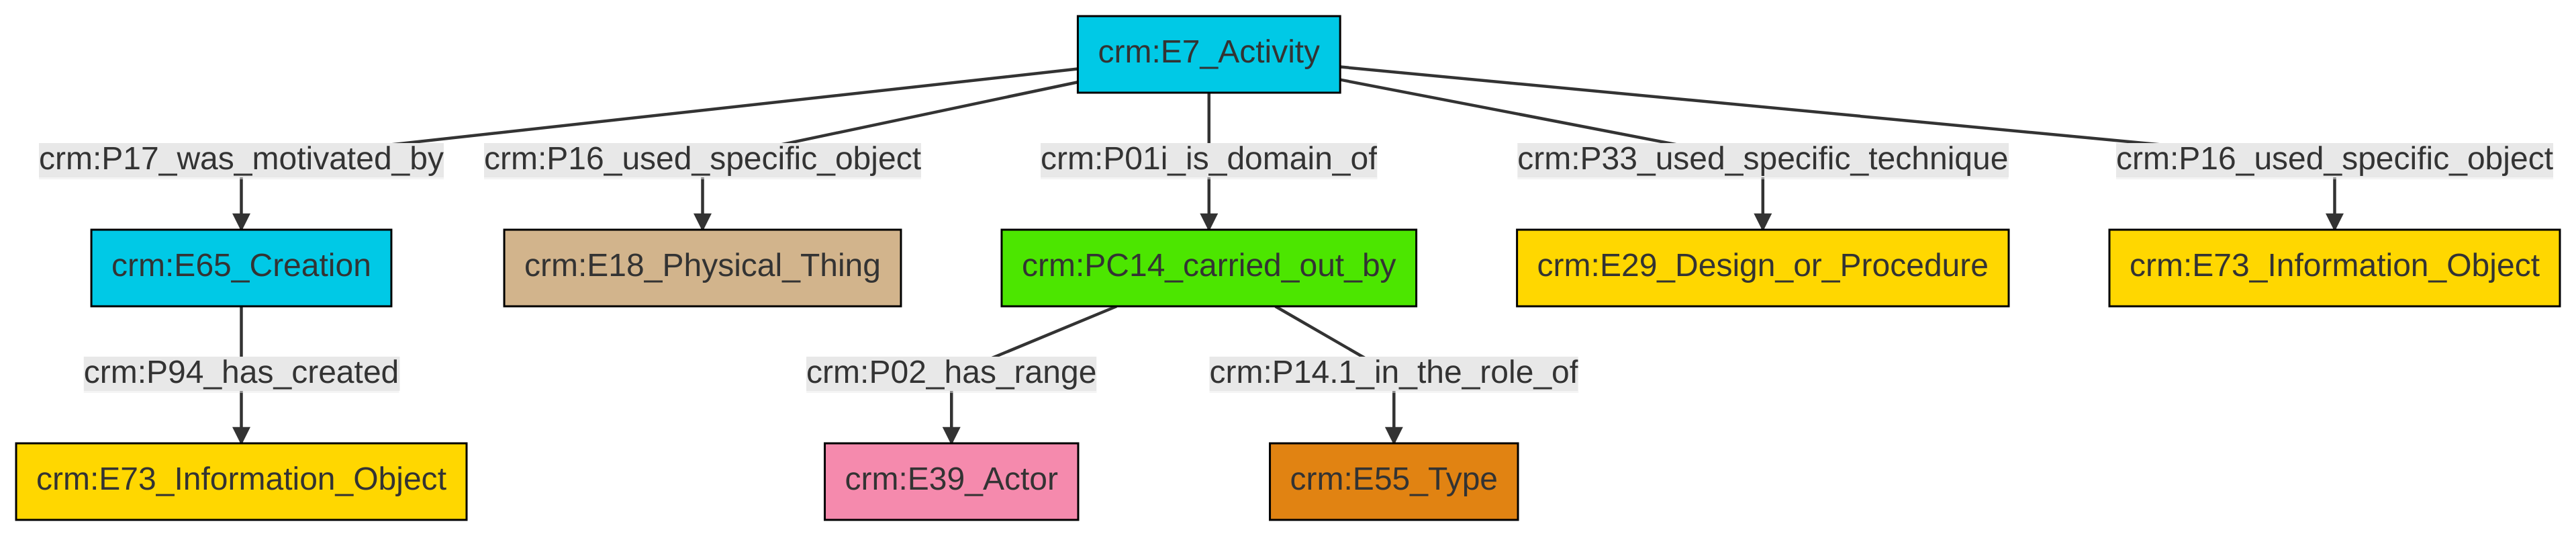 crm:E7_Activity
crm:P17_was_motivated_by
crm:P16_used_specific_object
crm:P01i_is_domain_of
crm:P33_used_specific_technique
crm:P16_used_specific_object
crm:E65_Creation
crm:E18_Physical_Thing
crm:PC14_carried_out_by
crm:E29_Design_or_Procedure
crm:E73_Information_Object
crm:P94_has_created
crm:P02_has_range
crm:P14.1_in_the_role_of
crm:E73_Information_Object
crm:E39_Actor
crm:E55_Type